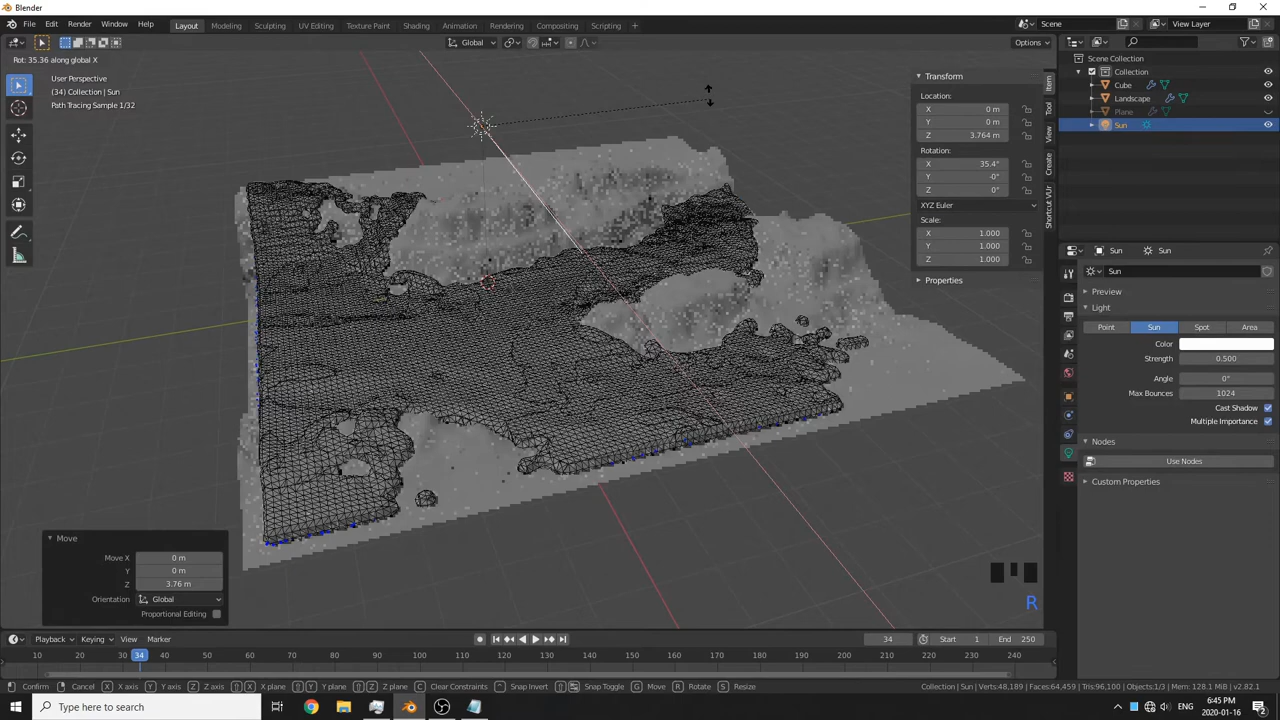 Blender
File Edit Render Window Help
Layout Modeling Sculpting UV Editing Texture Paint Shading Animation Rendering Compositing Scripting +
Scene View Layer
Global Options
Rot: 35.36 along global X
User Perspective
(34) Collection | Sun
Path Tracing Sample 1/32
Transform
Location:
X 0 m
Y 0 m
Z 3.764 m
Rotation:
X 35.4°
Y -0°
Z 0°
XYZ Euler
Scale:
X 1.000
Y 1.000
Z 1.000
Properties
Item
Tool
View
Create
Shortcut VUr
Scene Collection
Collection
Cube
Landscape
Plane
Sun
Sun Sun
Sun
Preview
Light
Point Sun Spot Area
Color
Strength 0.500
Angle 0°
Max Bounces 1024
Cast Shadow
Multiple Importance
Nodes
Use Nodes
Custom Properties
R
Move
Move X 0 m
Y 0 m
Z 3.76 m
Orientation Global
Proportional Editing
Playback Keying View Marker 34 Start 1 End 250
10 20 30 34 50 60 70 80 90 100 110 120 130 140 150 160 170 180 190 200 210 220 230 240
Confirm Cancel X X axis Y Y axis Z Z axis X X plane Y Y plane Z Z plane C Clear Constraints Snap Invert Snap Toggle G Move R Rotate S Resize Collection | Sun | Verts:48,189 | Faces:64,459 | Tris:96,100 | Objects:1/3 | Mem: 128.1 MiB | v2.82.1
Type here to search
ENG
6:45 PM
2020-01-16
2